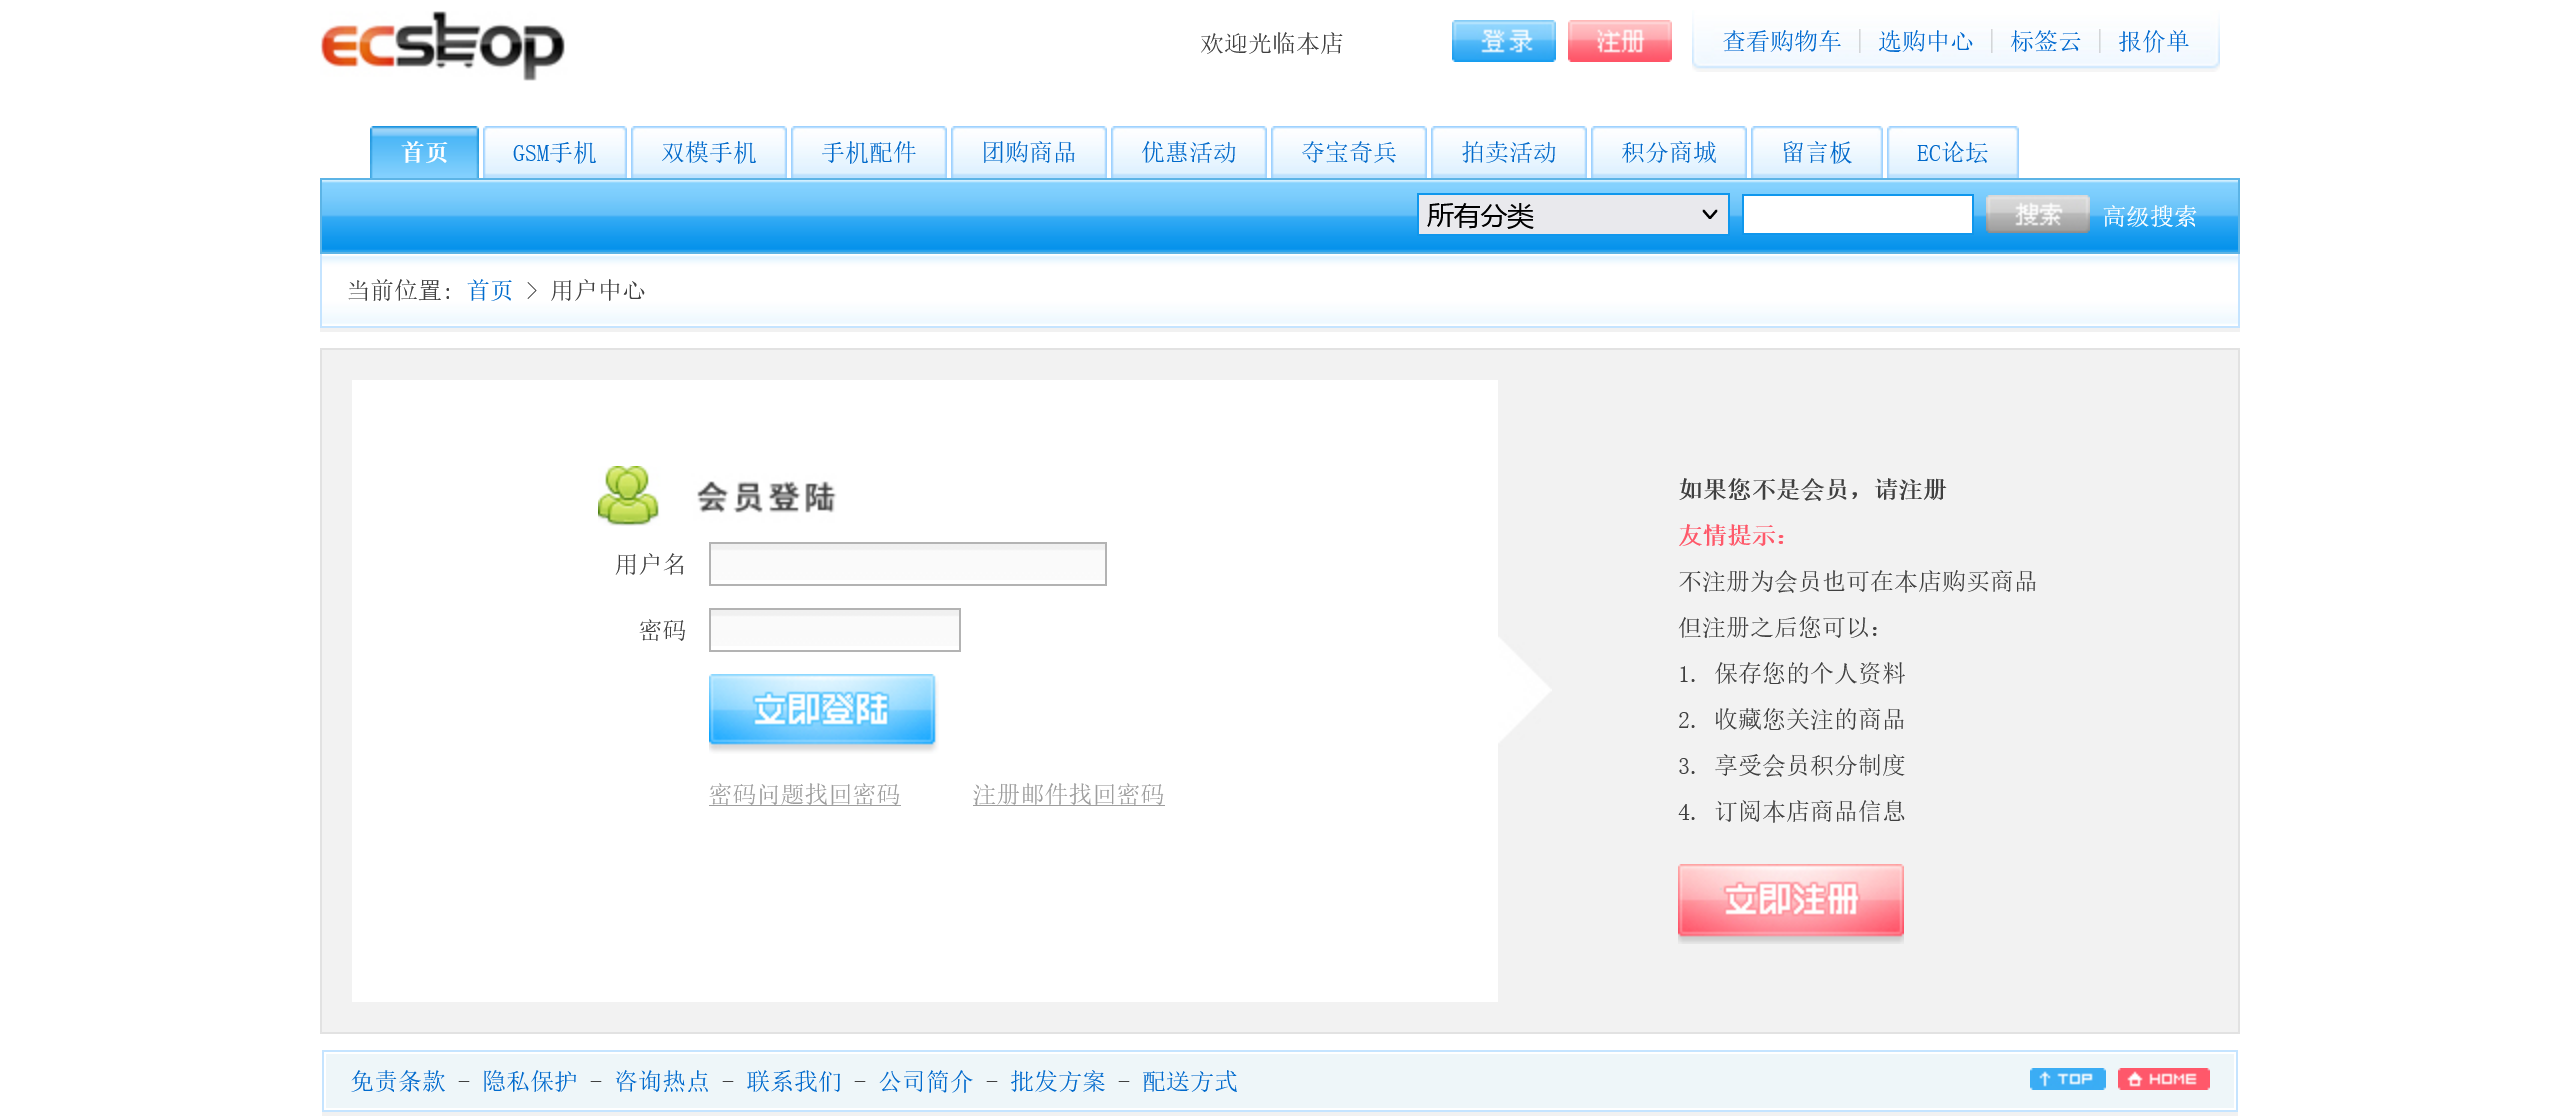 ECSHOP
欢迎光临本店 登录 注册 查看购物车 | 选购中心 | 标签云 | 报价单
首页 GSM手机 双模手机 手机配件 团购商品 优惠活动 夺宝奇兵 拍卖活动 积分商城 留言板 EC论坛
所有分类 搜索 高级搜索
当前位置: 首页 > 用户中心
会员登陆
用户名
密码
立即登陆
密码问题找回密码 注册邮件找回密码
如果您不是会员，请注册
友情提示：
不注册为会员也可在本店购买商品
但注册之后您可以：
1. 保存您的个人资料
2. 收藏您关注的商品
3. 享受会员积分制度
4. 订阅本店商品信息
立即注册
免责条款 - 隐私保护 - 咨询热点 - 联系我们 - 公司简介 - 批发方案 - 配送方式 TOP HOME